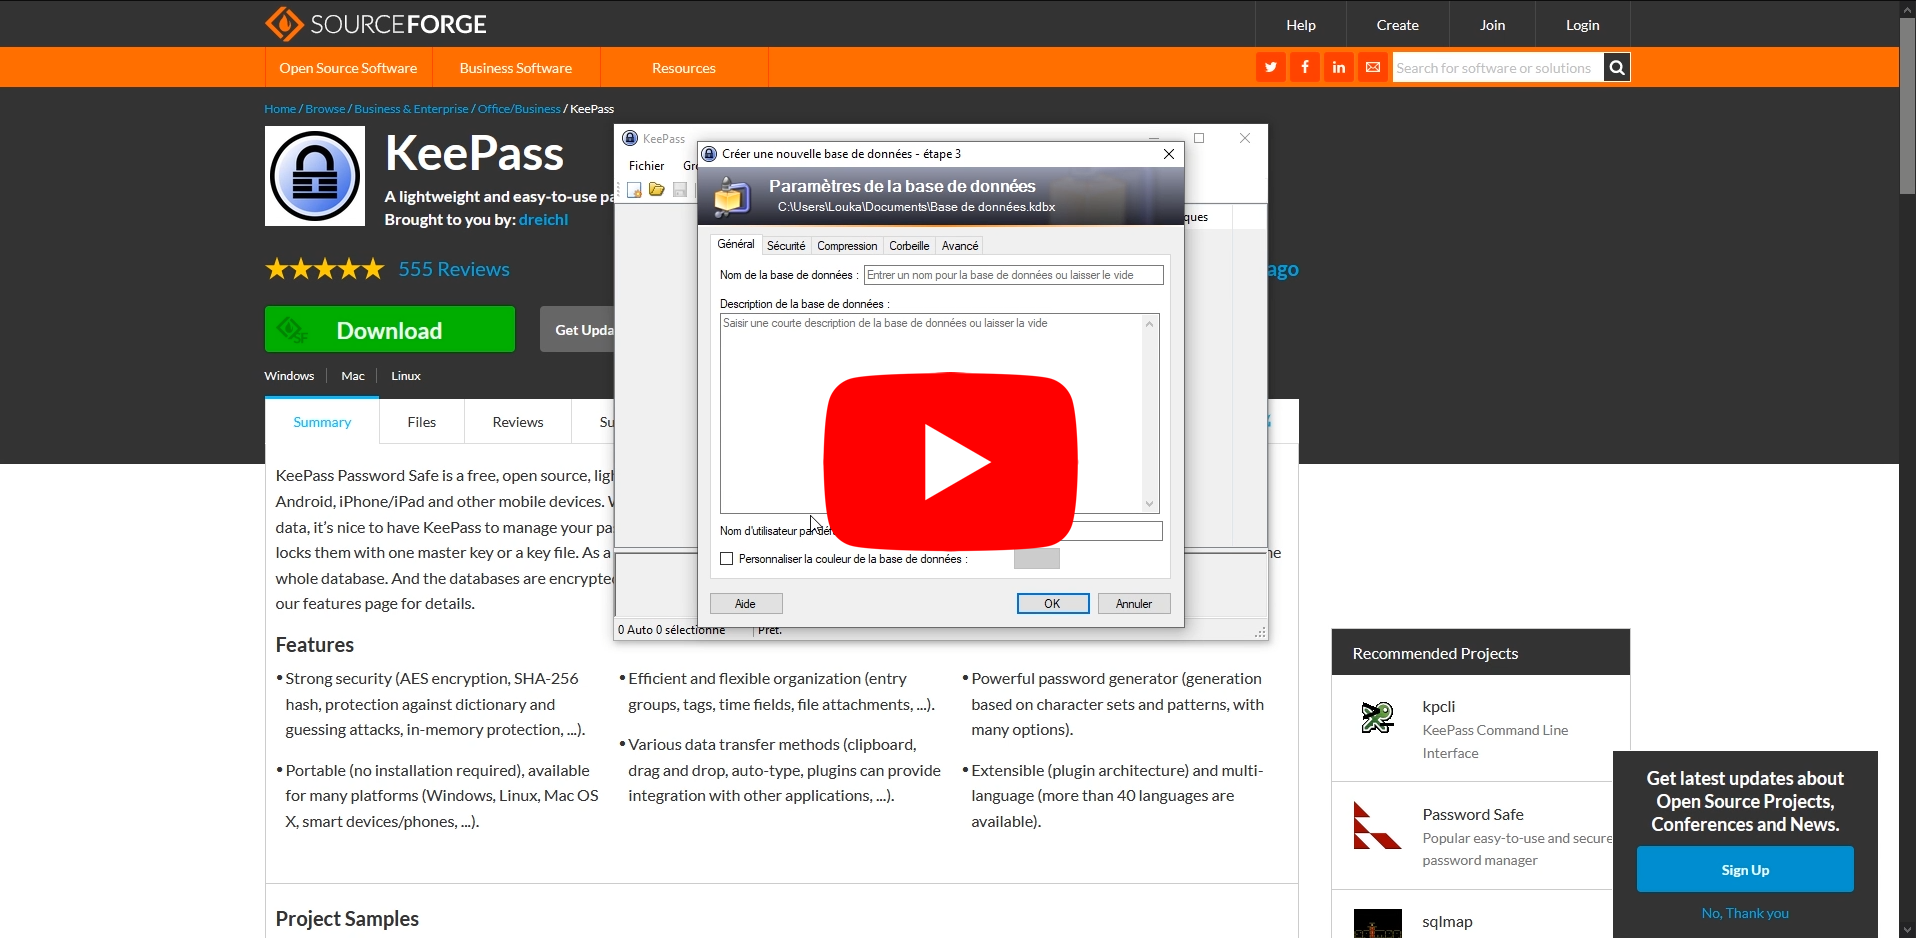 SOURCEFORGE
Help
Create
Join
Login
Open Source Software
Business Software
Resources
Search for software or solutions
Home / Browse / Business & Enterprise / Office/Business / KeePass
KeePass
A lightweight and easy-to-use pa
Brought to you by: dreichl
555 Reviews
ago
Download
Get Upda
Windows
Mac
Linux
Summary
Files
Reviews
Su
KeePass Password Safe is a free, open source, ligh
Android, iPhone/iPad and other mobile devices. W
data, it's nice to have KeePass to manage your pa
locks them with one master key or a key file. As a
whole database. And the databases are encrypte
our features page for details.
Features
• Strong security (AES encryption, SHA-256
hash, protection against dictionary and
guessing attacks, in-memory protection, ...).
• Portable (no installation required), available
for many platforms (Windows, Linux, Mac OS
X, smart devices/phones, ...).
• Efficient and flexible organization (entry
groups, tags, time fields, file attachments, ...).
• Various data transfer methods (clipboard,
drag and drop, auto-type, plugins can provide
integration with other applications, ...).
• Powerful password generator (generation
based on character sets and patterns, with
many options).
• Extensible (plugin architecture) and multi-
language (more than 40 languages are
available).
Project Samples
KeePass
Fichier
Gr
ques
0 Auto 0 sélectionné
Prêt.
Créer une nouvelle base de données - étape 3
Paramètres de la base de données
C:\Users\Louka\Documents\Base de données.kdbx
Général
Sécurité
Compression
Corbeille
Avancé
Nom de la base de données :
Entrer un nom pour la base de données ou laisser le vide
Description de la base de données :
Saisir une courte description de la base de données ou laisser la vide
Nom d'utilisateur par déf
Personnaliser la couleur de la base de données :
Aide
OK
Annuler
Recommended Projects
kpcli
KeePass Command Line
Interface
Password Safe
Popular easy-to-use and secure
password manager
sqlmap
Get latest updates about
Open Source Projects,
Conferences and News.
Sign Up
No, Thank you